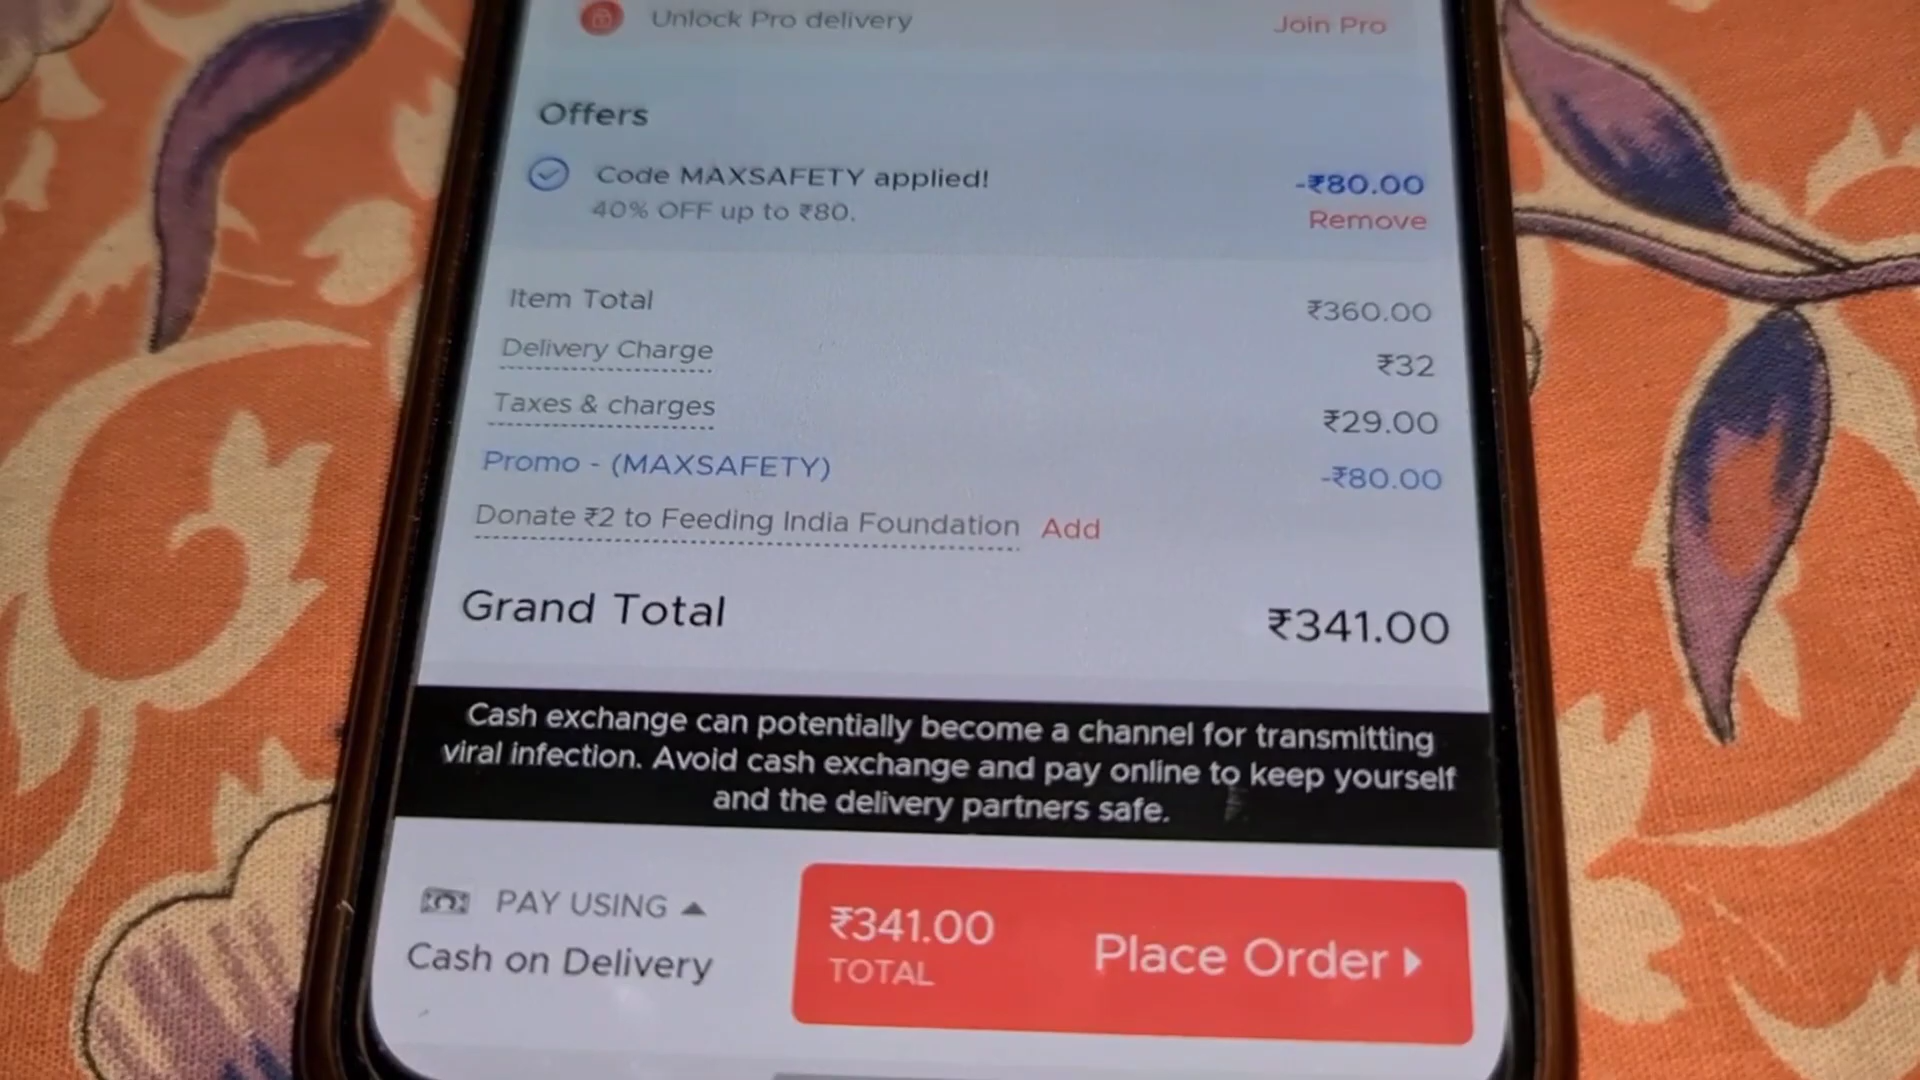 Unlock Pro delivery Join Pro
Offers
Code MAXSAFETY applied! -₹80.00
40% OFF up to ₹80. Remove
Item Total ₹360.00
Delivery Charge ₹32
Taxes & charges ₹29.00
Promo - (MAXSAFETY) -₹80.00
Donate ₹2 to Feeding India Foundation Add
Grand Total ₹341.00
Cash exchange can potentially become a channel for transmitting
viral infection. Avoid cash exchange and pay online to keep yourself
and the delivery partners safe.
PAY USING
Cash on Delivery
₹341.00
TOTAL
Place Order